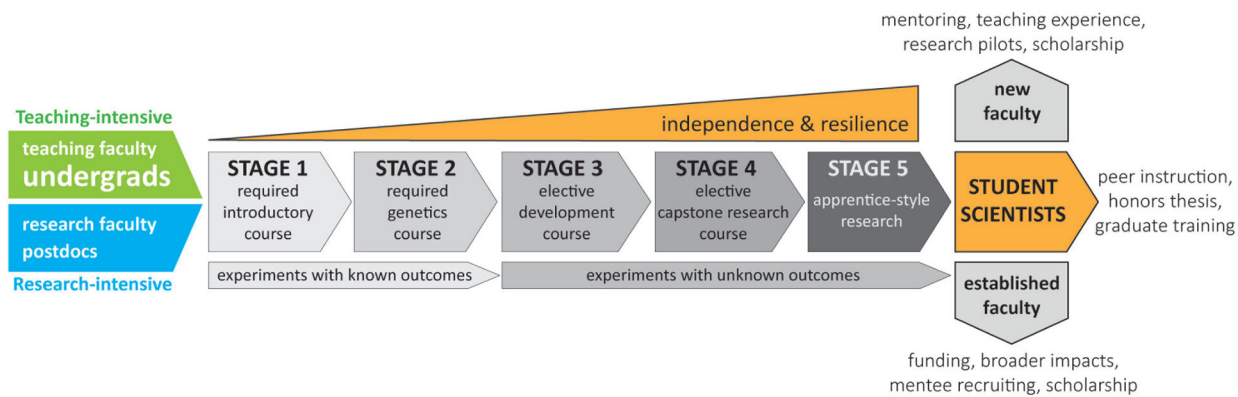 mentoring, teaching experience,
research pilots, scholarship
new
faculty
independence & resilience
Teaching-intensive
teaching faculty
undergrads
research faculty
postdocs
Research-intensive
STAGE 1
required
introductory
course
STAGE 2
required
genetics
course
STAGE 3
elective
development
course
STAGE 4
elective
capstone research
course
STAGE 5
apprentice-style
research
STUDENT
SCIENTISTS
peer instruction,
honors thesis,
graduate training
experiments with known outcomes
experiments with unknown outcomes
established
faculty
funding, broader impacts,
mentee recruiting, scholarship